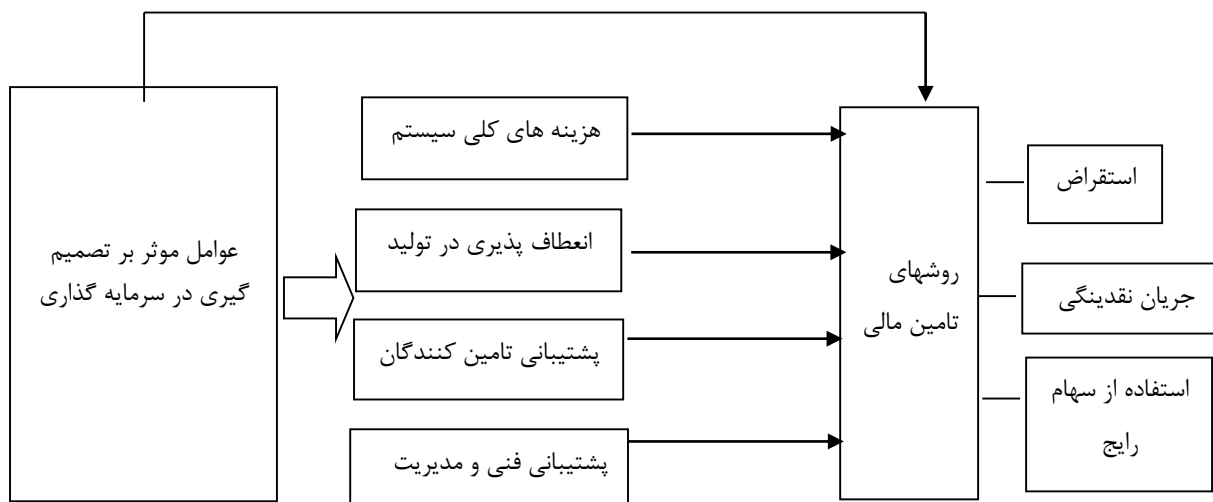 عوامل موثر بر تصمیم
گیری در سرمایه گذاری
هزینه های کلی سیستم
انعطاف پذیری در تولید
پشتیبانی تامین کنندگان
پشتیبانی فنی و مدیریت
روشهای
تامین مالی
استقراض
جریان نقدینگی
استفاده از سهام
رایج